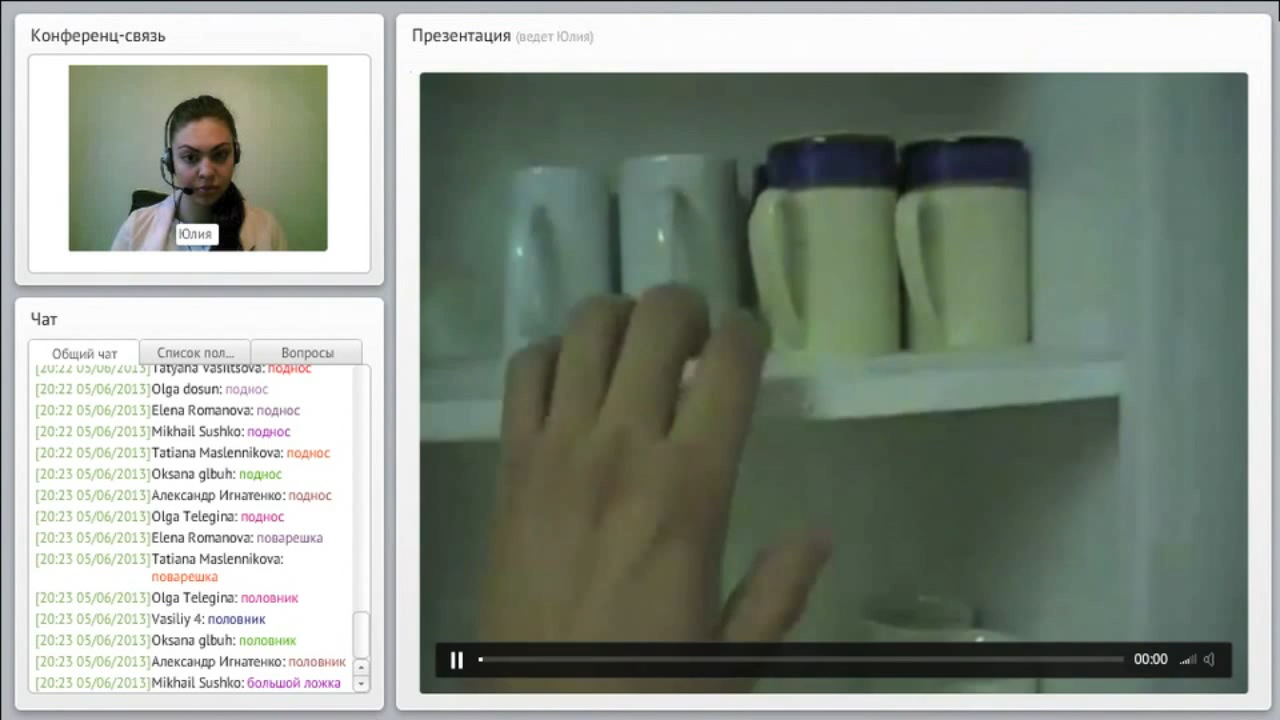 Конференц-связь
Юлия
Чат
Общий чат
Список пол...
Вопросы
[20:22 05/06/2013]Tatyana Vasiltsova: поднос
[20:22 05/06/2013]Olga dosun: поднос
[20:22 05/06/2013]Elena Romanova: поднос
[20:22 05/06/2013]Mikhail Sushko: поднос
[20:22 05/06/2013]Tatiana Maslennikova: поднос
[20:23 05/06/2013]Oksana glbuh: поднос
[20:23 05/06/2013]Александр Игнатенко: поднос
[20:23 05/06/2013]Olga Telegina: поднос
[20:23 05/06/2013]Elena Romanova: поварешка
[20:23 05/06/2013]Tatiana Maslennikova:
поварешка
[20:23 05/06/2013]Olga Telegina: половник
[20:23 05/06/2013]Vasiliy 4: половник
[20:23 05/06/2013]Oksana glbuh: половник
[20:23 05/06/2013]Александр Игнатенко: половник
[20:23 05/06/2013]Mikhail Sushko: большой ложка
Презентация (ведет Юлия)
00:00